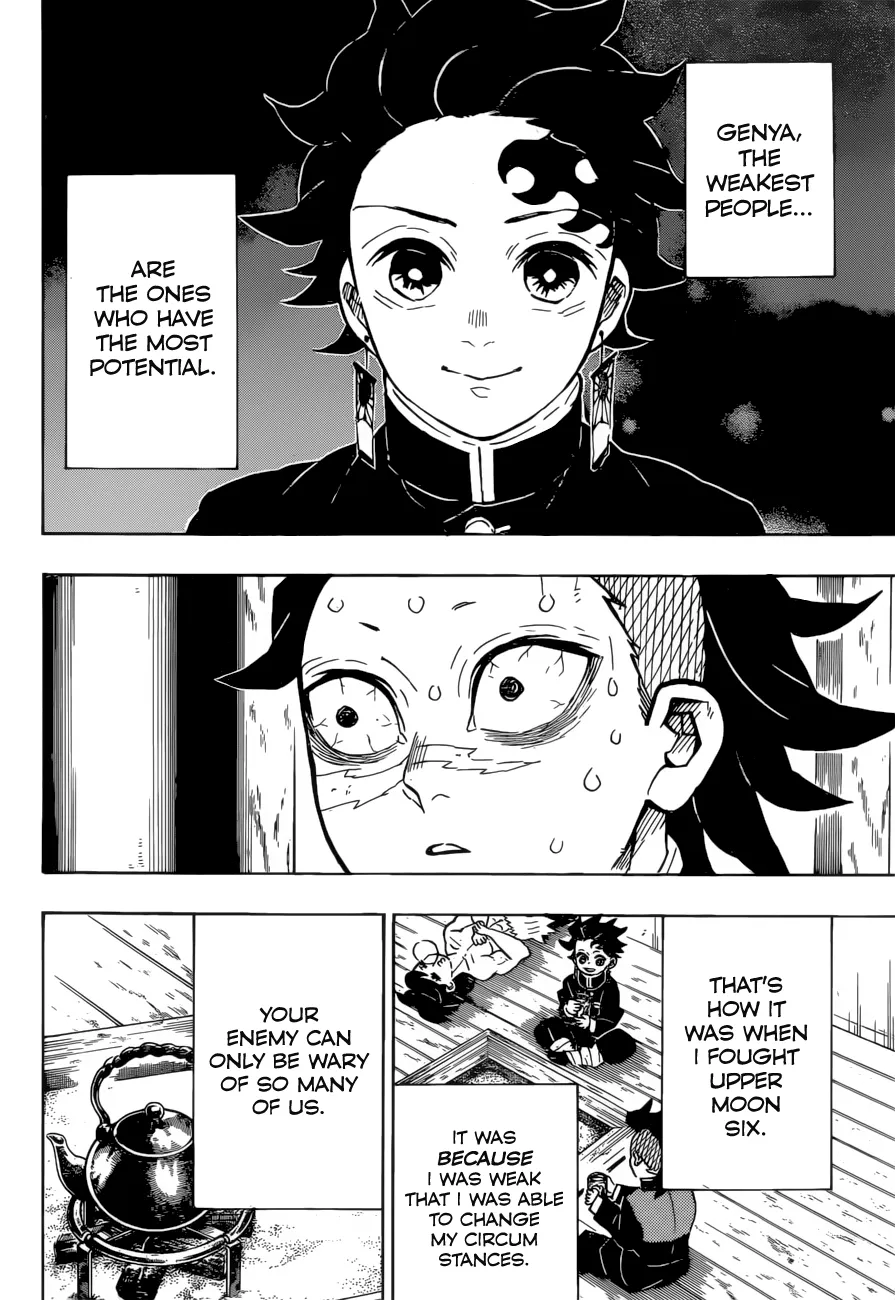 GENYA,
THE
WEAKEST
PEOPLE...
ARE
THE ONES
WHO HAVE
THE MOST
POTENTIAL.
THAT'S
HOW IT
WAS WHEN
I FOUGHT
UPPER
MOON
SIX.
IT WAS
BECAUSE
I WAS WEAK
THAT I WAS ABLE
TO CHANGE
MY CIRCUM
STANCES.
YOUR
ENEMY CAN
ONLY BE WARY
OF SO MANY
OF US.